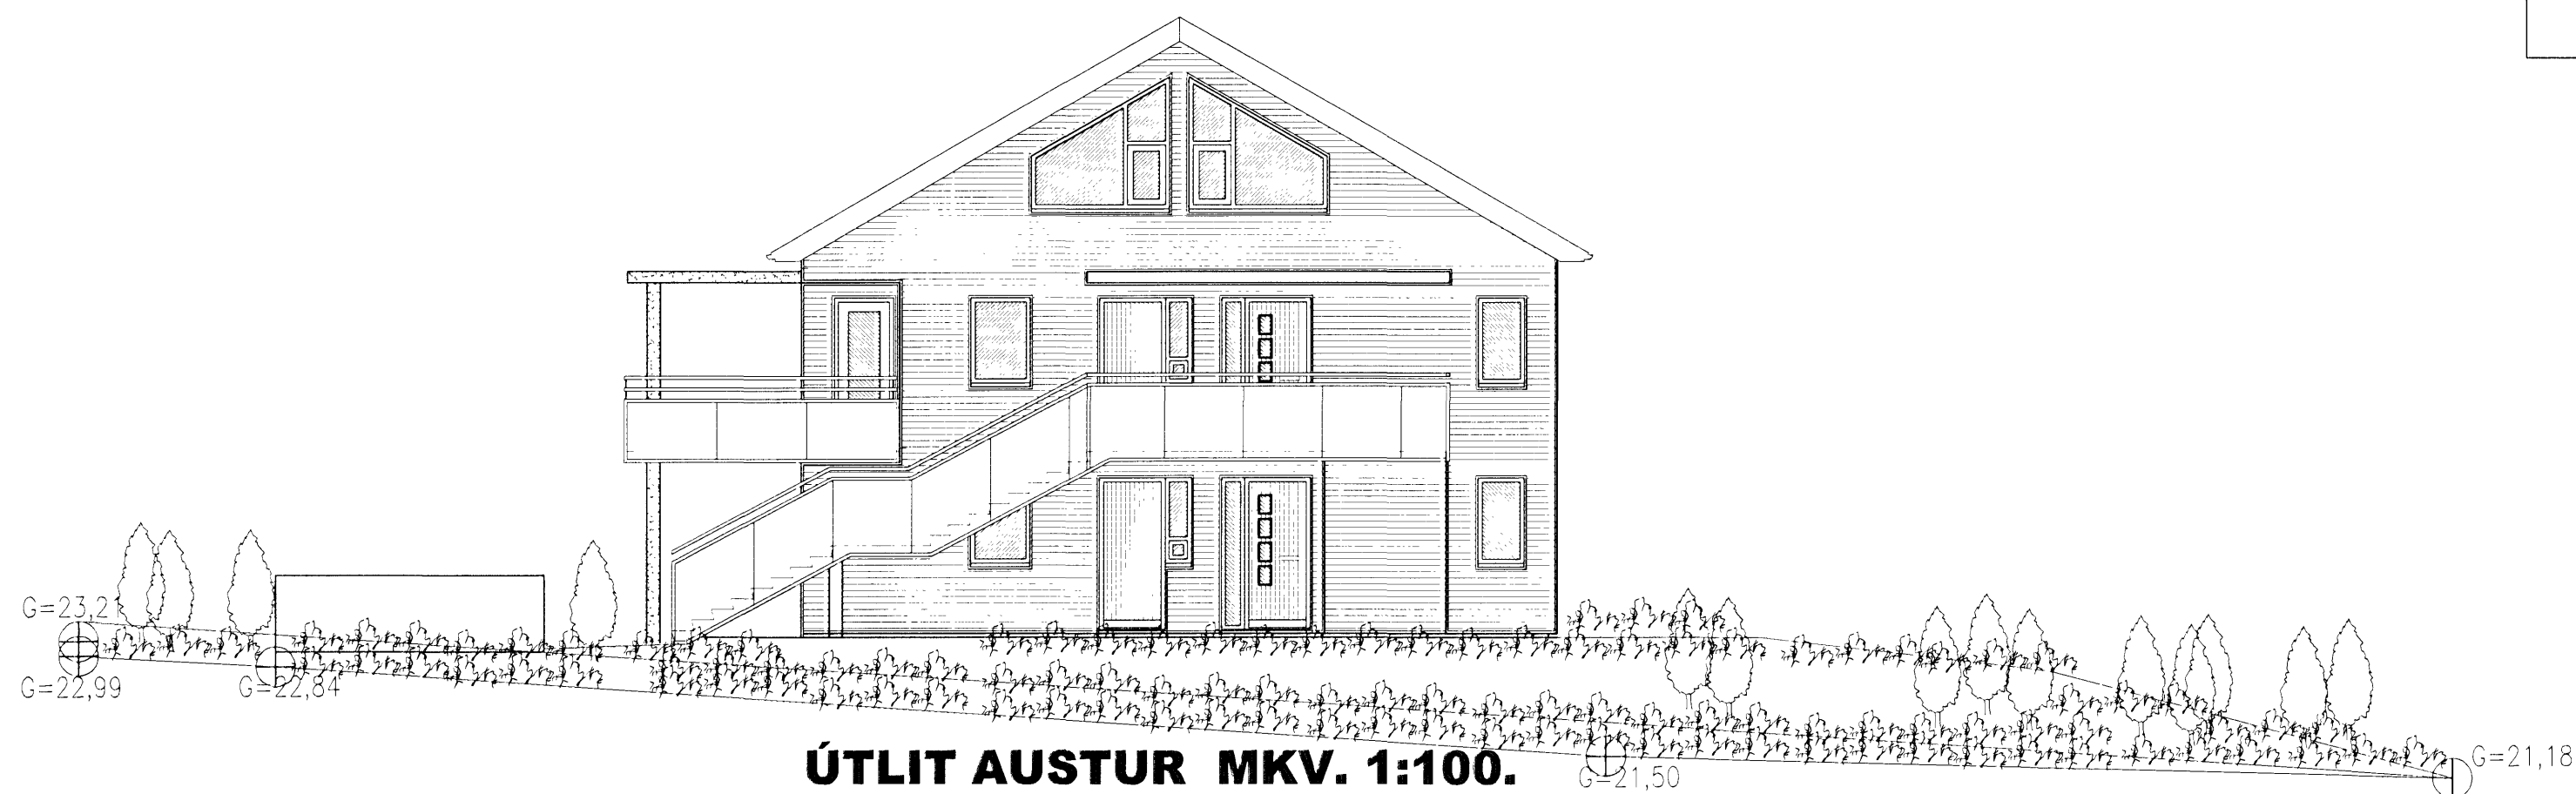 G=23,21
G=22,99
G=22,84
ÚTLIT AUSTUR MKV. 1:100.
G=21,50
G=21,18